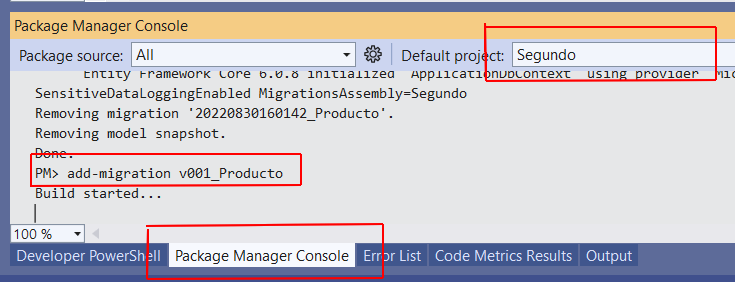 Package Manager Console
Package source: All Default project: Segundo
Entity Framework Core 6.0.8 initialized 'ApplicationDbContext' using provider 'Mic
SensitiveDataLoggingEnabled MigrationsAssembly=Segundo
Removing migration '20220830160142_Producto'.
Removing model snapshot.
Done.
PM> add-migration v001_Producto
Build started...
100 %
Developer PowerShell Package Manager Console Error List Code Metrics Results Output